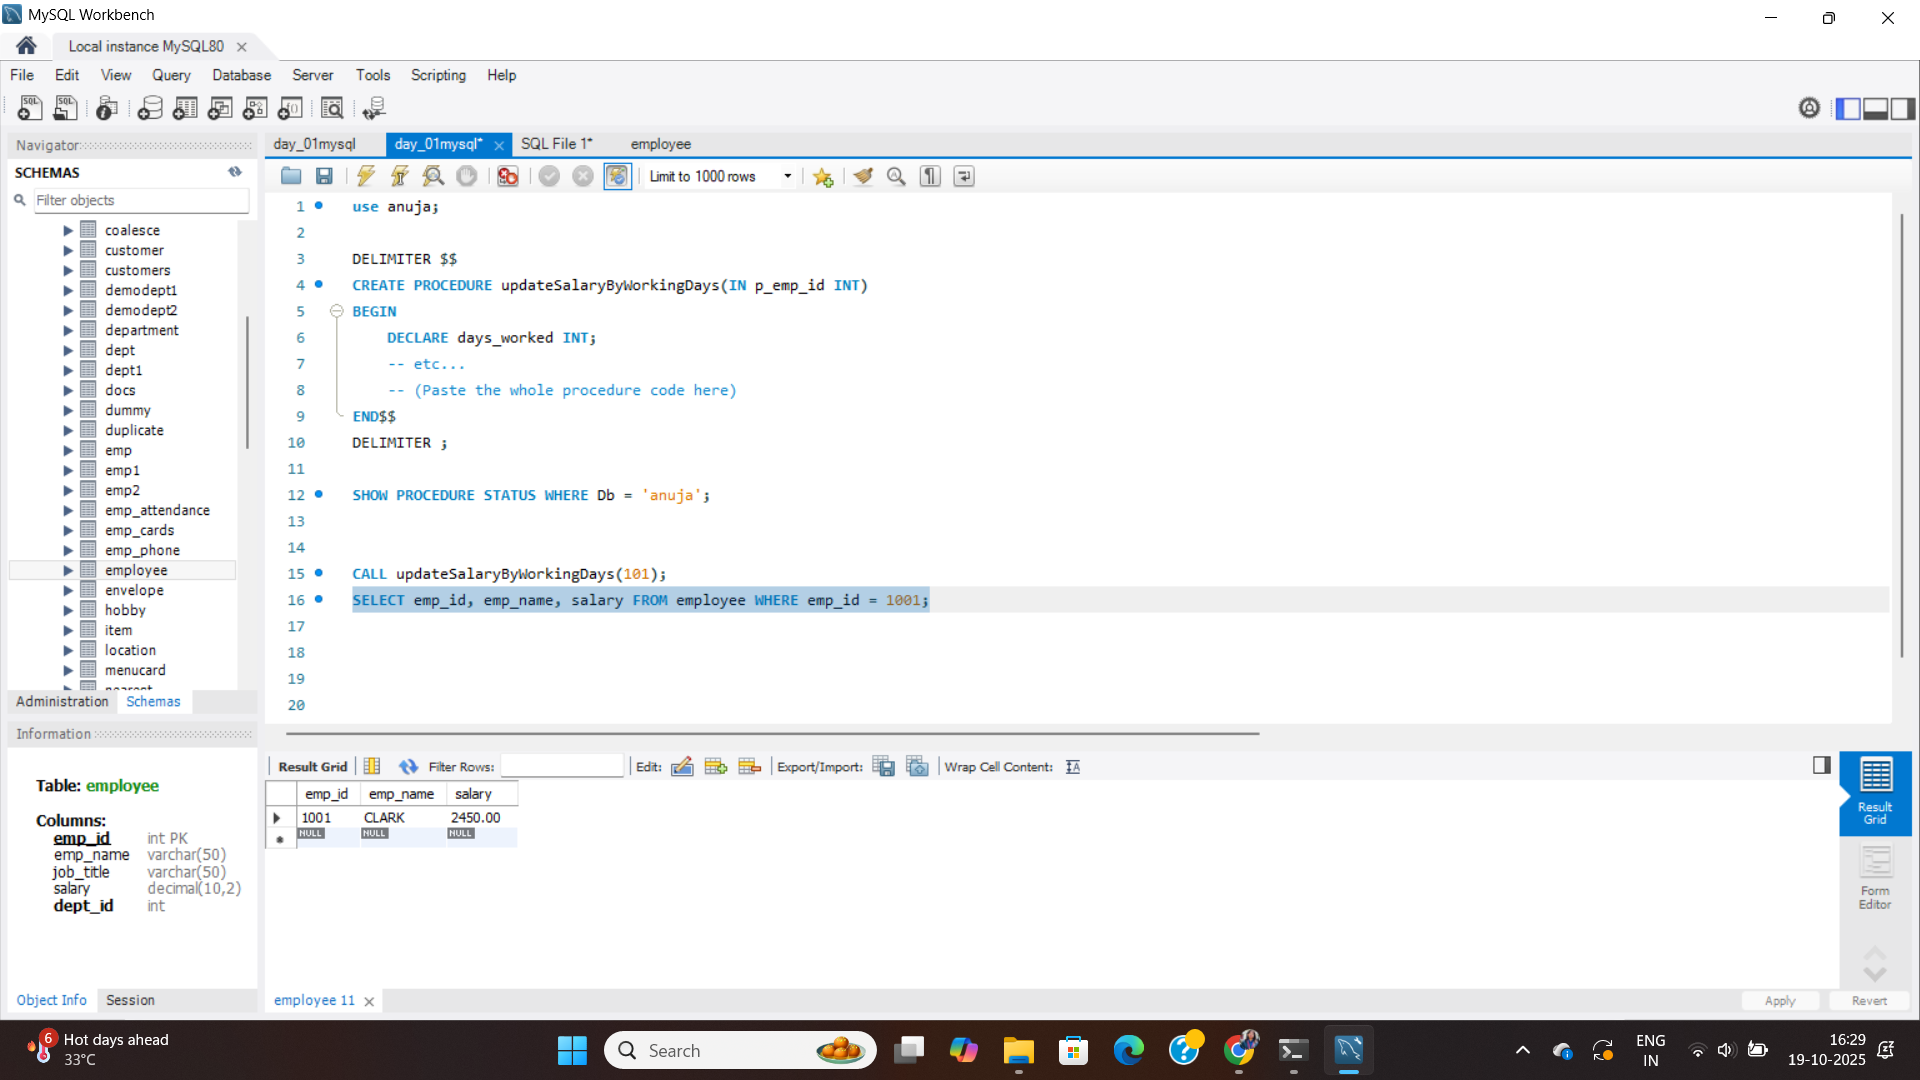 MySQL Workbench
Local instance MySQL80
File Edit View Query Database Server Tools Scripting Help
Navigator
SCHEMAS
Filter objects
coalesce
customer
customers
demodept1
demodept2
department
dept
dept1
docs
dummy
duplicate
emp
emp1
emp2
emp_attendance
emp_cards
emp_phone
employee
envelope
hobby
item
location
menucard
Administration Schemas
Information
Table: employee
Columns:
emp_id int PK
emp_name varchar(50)
job_title varchar(50)
salary decimal(10,2)
dept_id int
Object Info Session
day_01mysql day_01mysql* SQL File 1* employee
Limit to 1000 rows
1 use anuja;
2
3 DELIMITER $$
4 CREATE PROCEDURE updateSalaryByWorkingDays(IN p_emp_id INT)
5 BEGIN
6 DECLARE days_worked INT;
7 -- etc...
8 -- (Paste the whole procedure code here)
9 END$$
10 DELIMITER ;
11
12 SHOW PROCEDURE STATUS WHERE Db = 'anuja';
13
14
15 CALL updateSalaryByWorkingDays(101);
16 SELECT emp_id, emp_name, salary FROM employee WHERE emp_id = 1001;
17
18
19
20
Result Grid Filter Rows: Edit: Export/Import: Wrap Cell Content:
emp_id emp_name salary
1001 CLARK 2450.00
NULL NULL NULL
Result
Grid
Form
Editor
employee 11
Apply Revert
6
Hot days ahead
33°C
Search
ENG
IN
16:29
19-10-2025